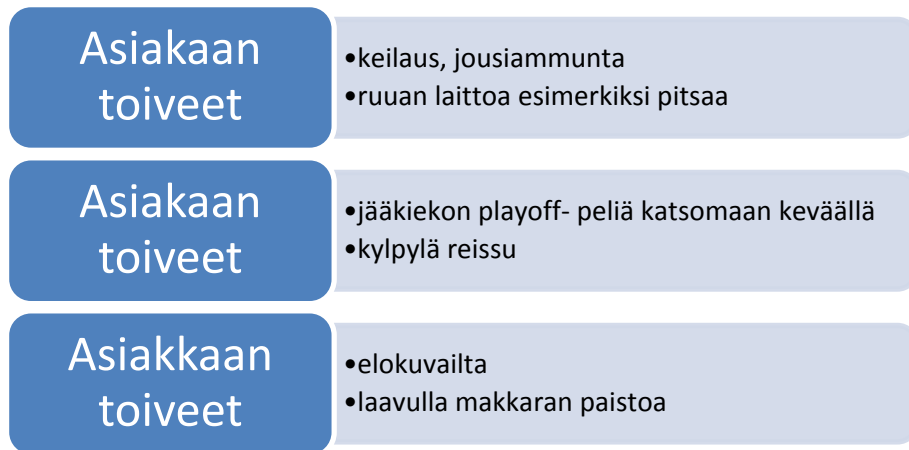 Asiakaan
toiveet
•keilaus, jousiammunta
•ruuan laittoa esimerkiksi pitsaa
Asiakaan
toiveet
•jääkiekon playoff- peliä katsomaan keväällä
•kylpylä reissu
Asiakkaan
toiveet
•elokuvailta
•laavulla makkaran paistoa